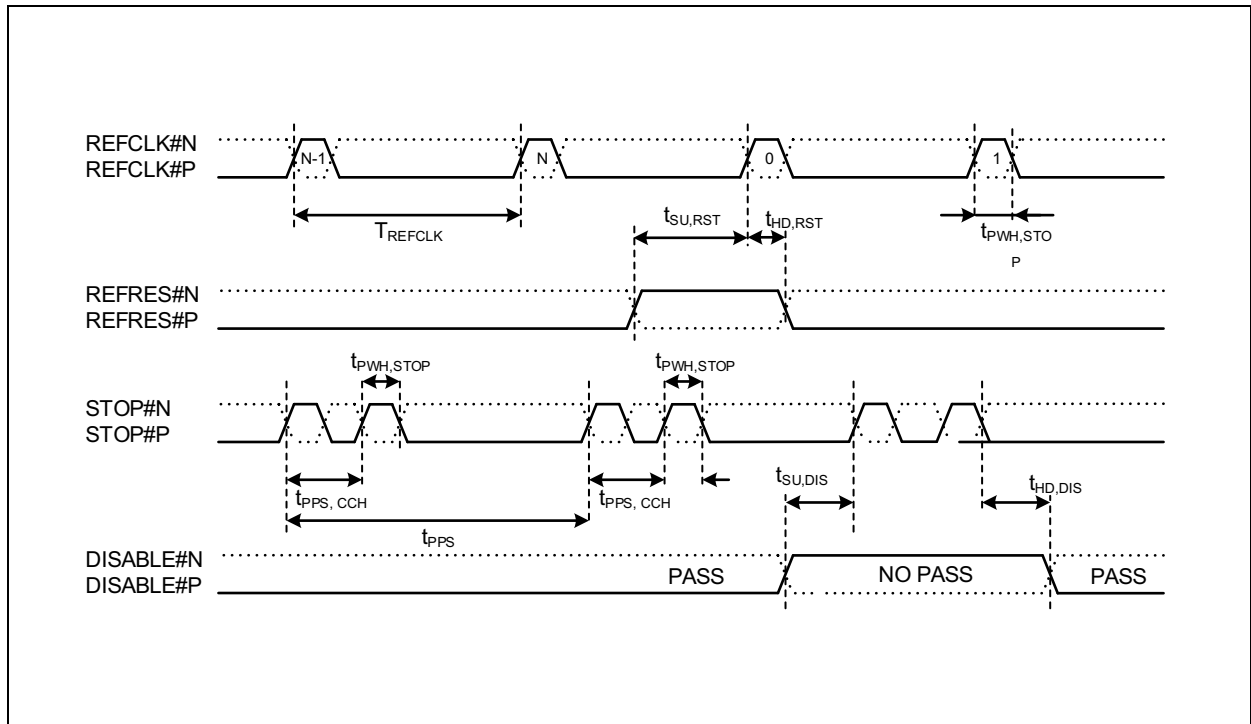 REFCLK#N
REFCLK#P
N-1
N
0
1
TREFCLK
tSU,RST
tHD,RST
tPWH,STO
P
REFRES#N
REFRES#P
tPWH,STOP
tPWH,STOP
STOP#N
STOP#P
tPPS, CCH
tPPS, CCH
tSU,DIS
tHD,DIS
tPPS
DISABLE#N
DISABLE#P
PASS
NO PASS
PASS